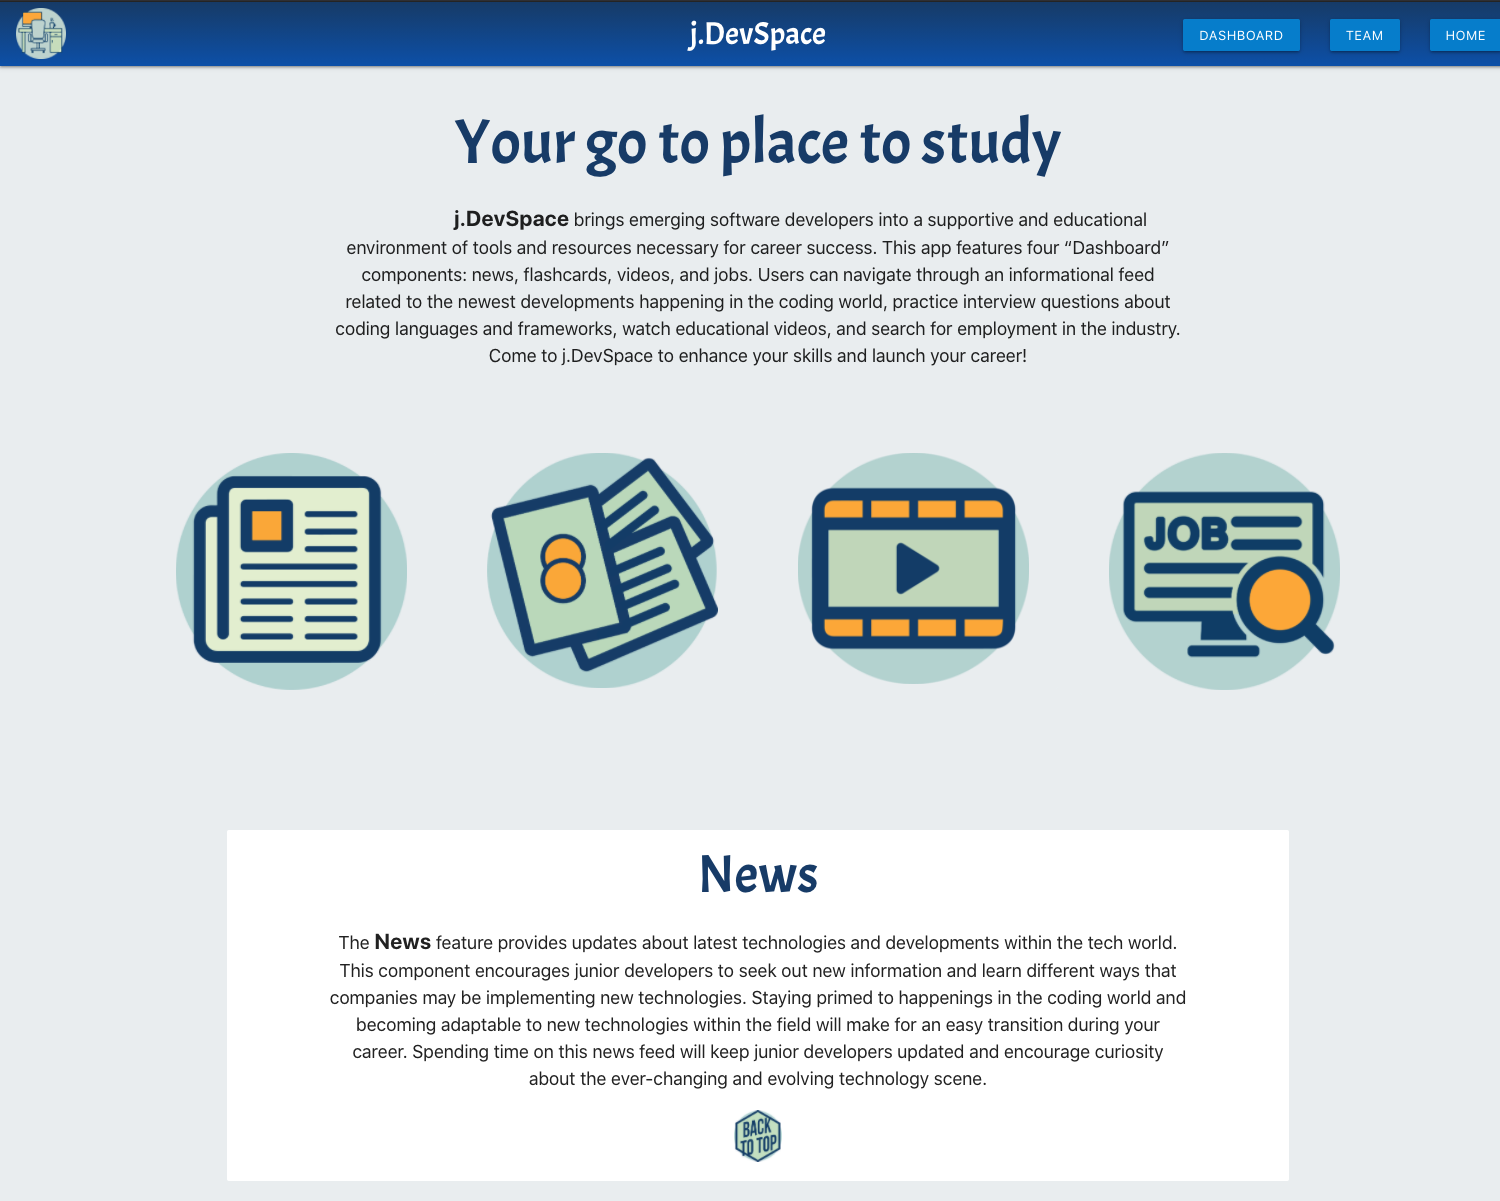 j.DevSpace
DASHBOARD
TEAM
HOME
Your go to place to study
j.DevSpace brings emerging software developers into a supportive and educational
environment of tools and resources necessary for career success. This app features four “Dashboard”
components: news, flashcards, videos, and jobs. Users can navigate through an informational feed
related to the newest developments happening in the coding world, practice interview questions about
coding languages and frameworks, watch educational videos, and search for employment in the industry.
Come to j.DevSpace to enhance your skills and launch your career!
JOB
News
The News feature provides updates about latest technologies and developments within the tech world.
This component encourages junior developers to seek out new information and learn different ways that
companies may be implementing new technologies. Staying primed to happenings in the coding world and
becoming adaptable to new technologies within the field will make for an easy transition during your
career. Spending time on this news feed will keep junior developers updated and encourage curiosity
about the ever-changing and evolving technology scene.
BACK
TO TOP